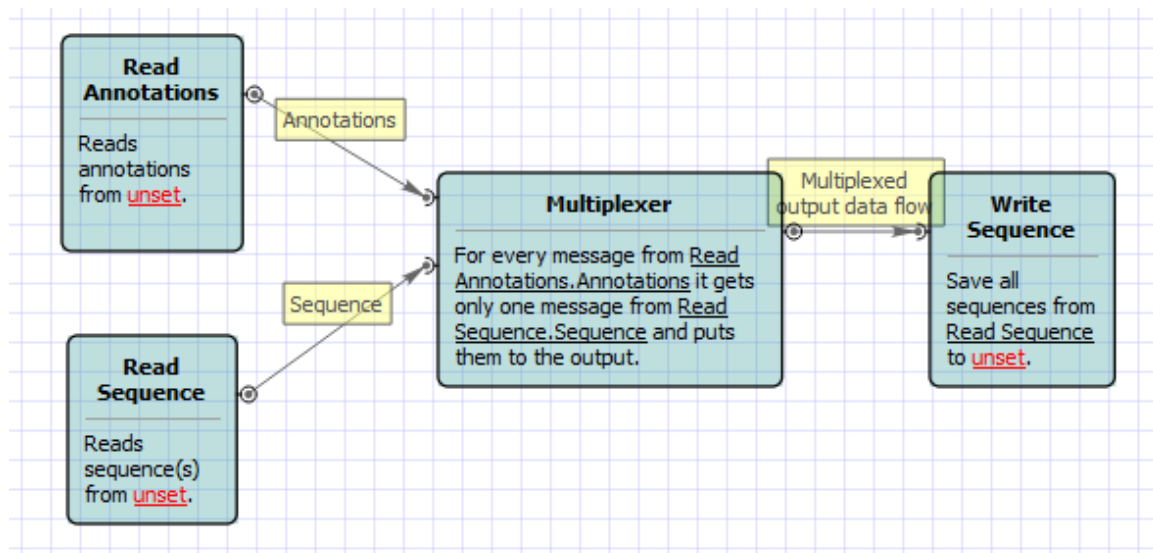 Read
Annotations
Reads
annotations
from unset.
Annotations
Read
Sequence
Reads
sequence(s)
from unset.
Sequence
Multiplexer
For every message from Read
Annotations.Annotations it gets
only one message from Read
Sequence.Sequence and puts
them to the output.
Multiplexed
output data flow
Write
Sequence
Save all
sequences from
Read Sequence
to unset.